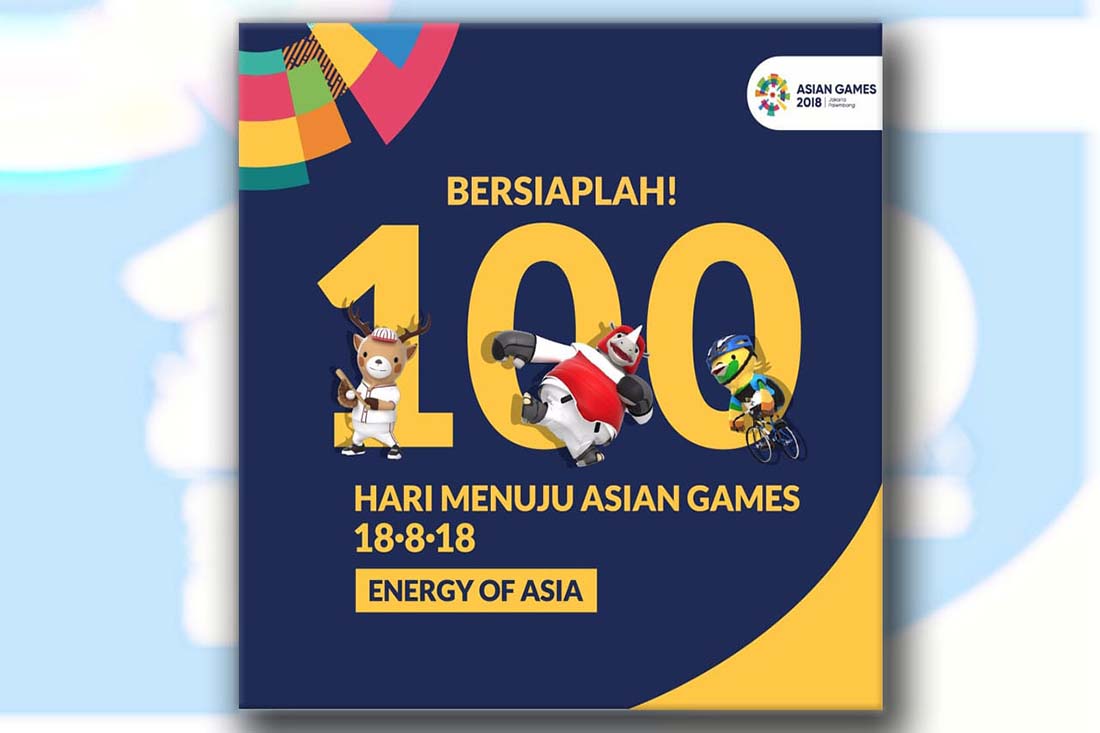 ASIAN GAMES
2018
Jakarta
Palembang
BERSIAPLAH!
100
HARI MENUJU ASIAN GAMES
18•8•18
ENERGY OF ASIA